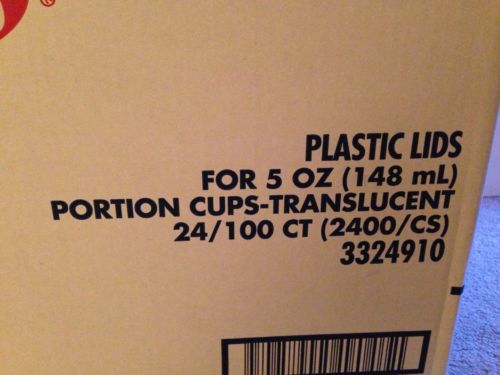 PLASTIC LIDS
FOR 5 OZ (148 mL)
PORTION CUPS-TRANSLUCENT
24/100 CT (2400/CS)
3324910